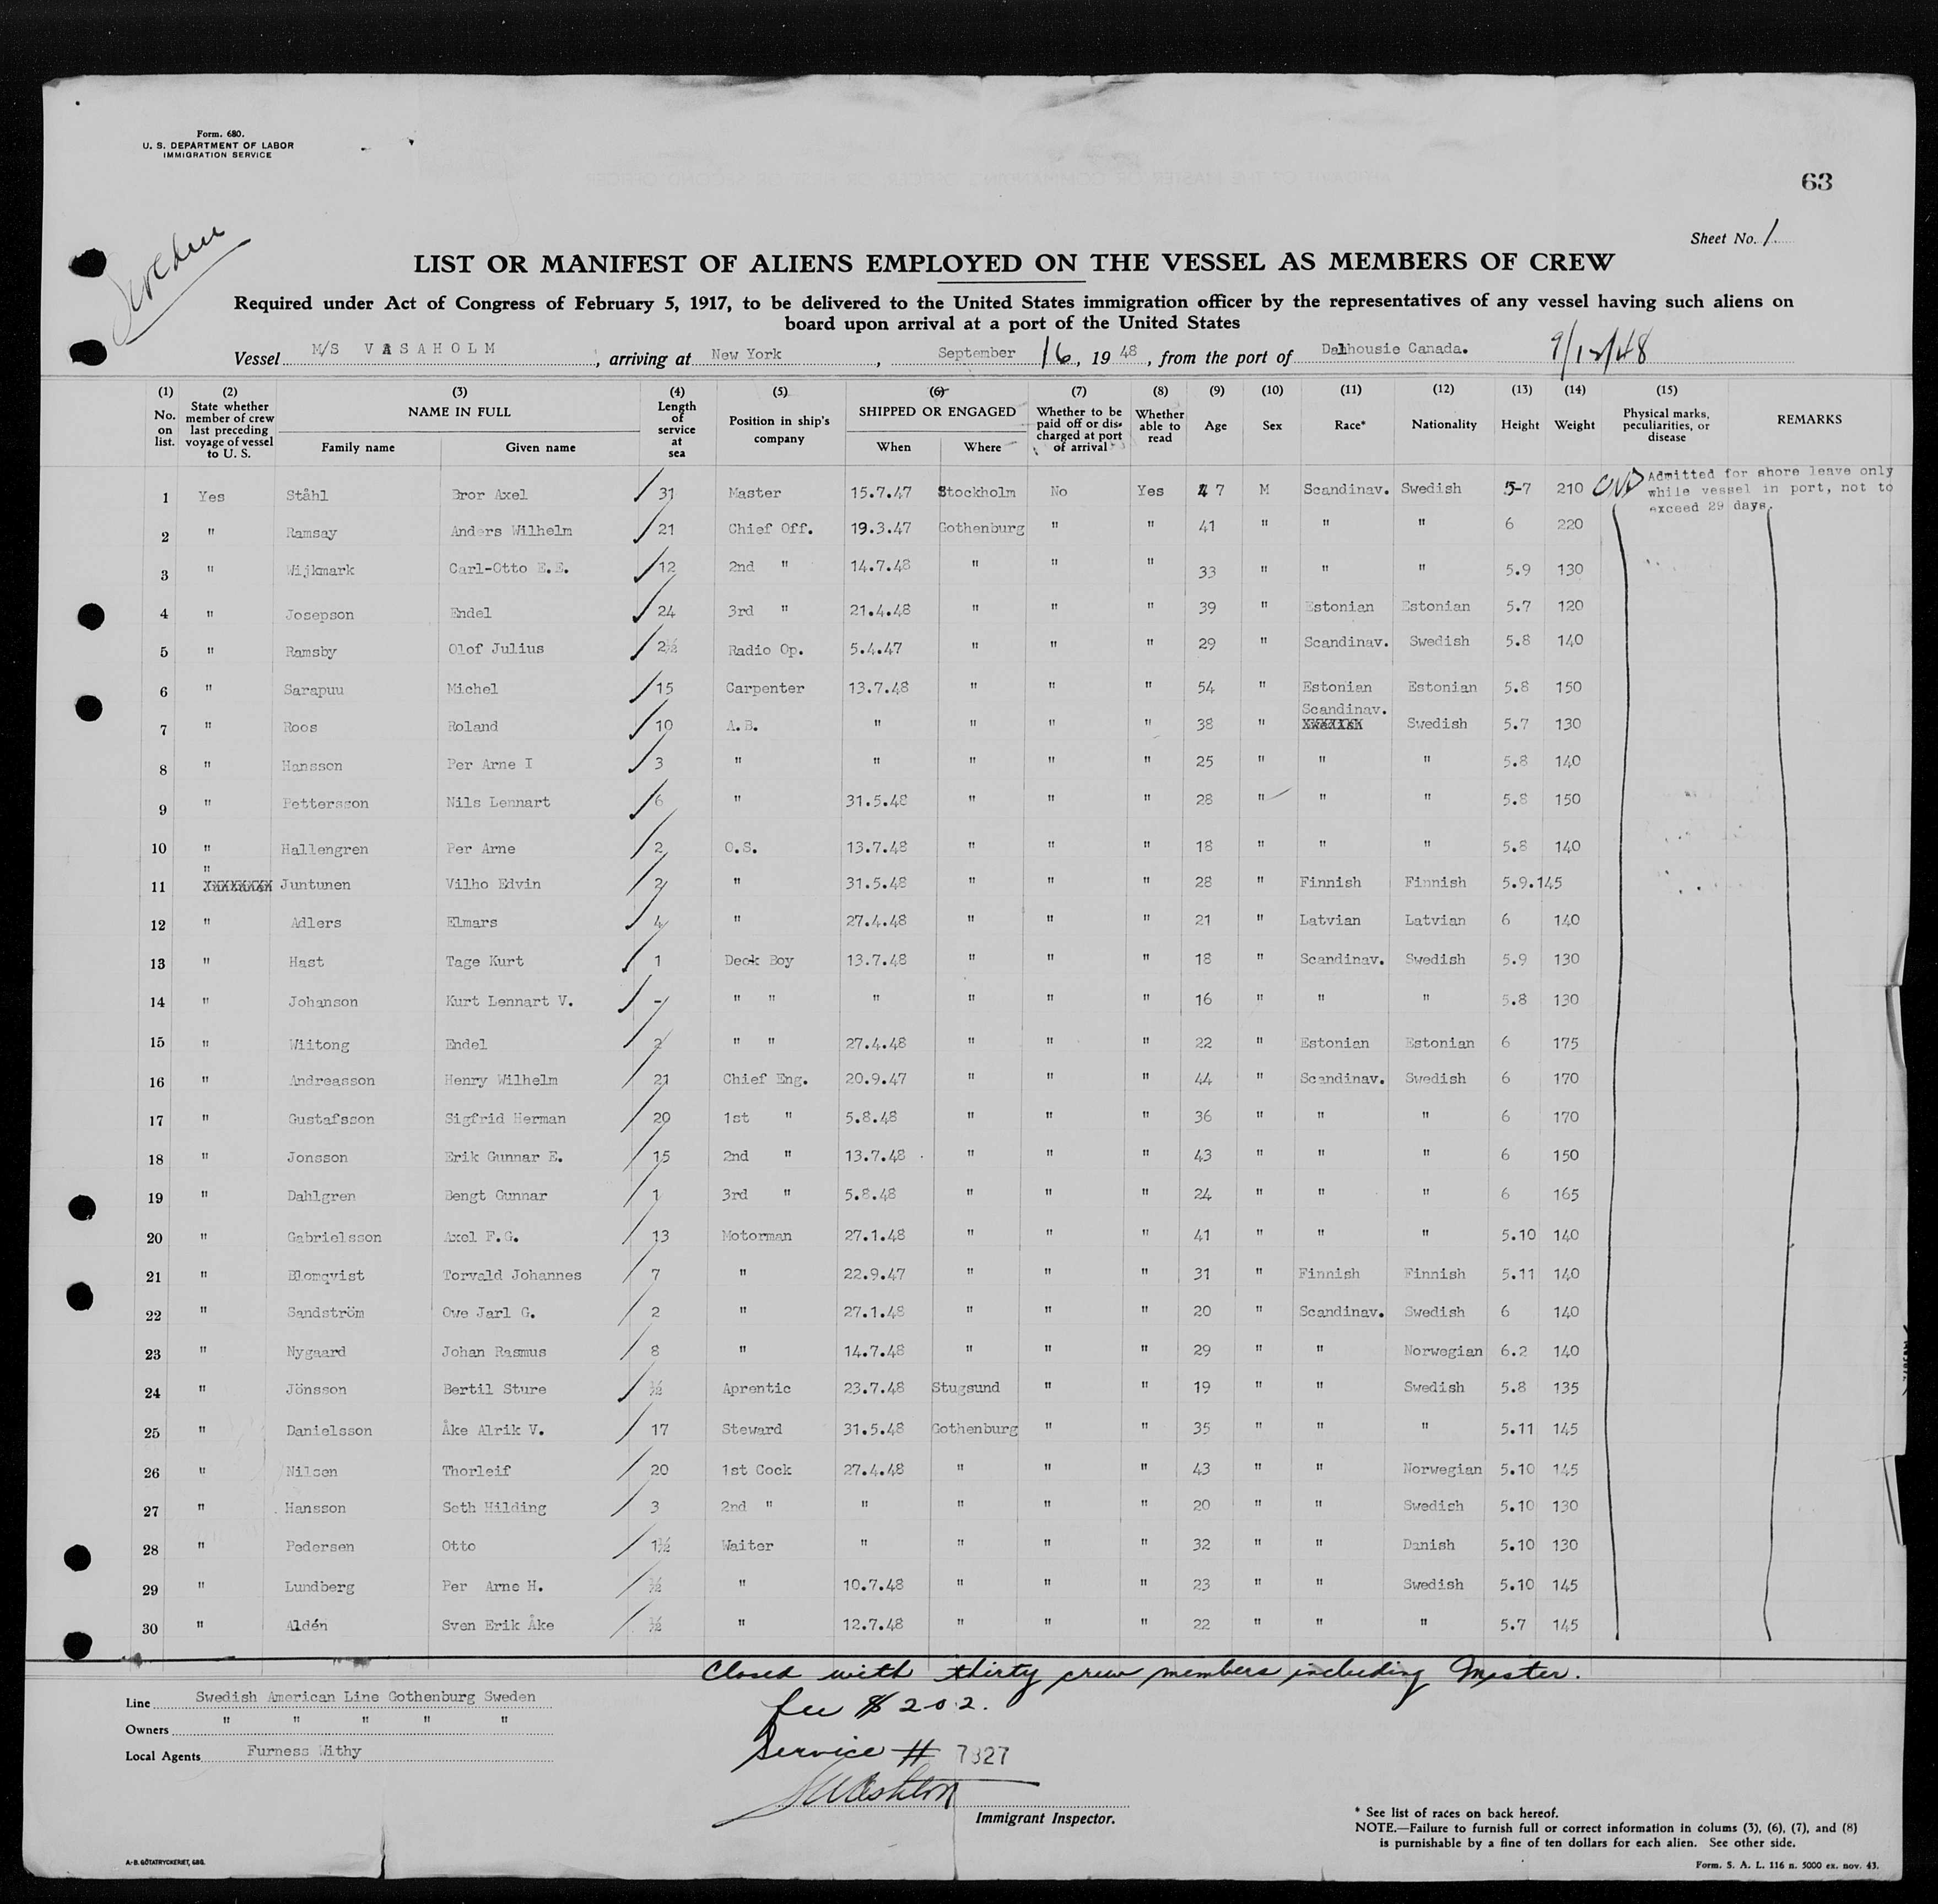 Form. 680.
U. S. DEPARTMENT OF LABOR
IMMIGRATION SERVICE
63
Sweden
Sheet No. 1
LIST OR MANIFEST OF ALIENS EMPLOYED ON THE VESSEL AS MEMBERS OF CREW
Required under Act of Congress of February 5, 1917, to be delivered to the United States immigration officer by the representatives of any vessel having such aliens on
board upon arrival at a port of the United States
Vessel M/S VASAHOLM, arriving at New York, September 16, 19 48, from the port of Dalhousie Canada. 9/12/48
(1) No. on list.
(2) State whether member of crew last preceding voyage of vessel to U. S.
(3) NAME IN FULL Family name Given name
(4) Length of service at sea
(5) Position in ship's company
(6) SHIPPED OR ENGAGED When Where
(7) Whether to be paid off or discharged at port of arrival
(8) Whether able to read
(9) Age
(10) Sex
(11) Race*
(12) Nationality
(13) Height
(14) Weight
(15) Physical marks, peculiarities, or disease
REMARKS
1 Yes Ståhl Bror Axel 31 Master 15.7.47 Stockholm No Yes 47 M Scandinav. Swedish 5-7 210 Admitted for shore leave only
while vessel in port, not to
exceed 29 days.
2 " Ramsay Anders Wilhelm 21 Chief Off. 19.3.47 Gothenburg " " 41 " " " 6 220
3 " Wijkmark Carl-Otto E.E. 12 2nd " 14.7.48 " " " 33 " " " 5.9 130
4 " Josepson Endel 24 3rd " 21.4.48 " " " 39 " Estonian Estonian 5.7 120
5 " Ramsby Olof Julius 2½ Radio Op. 5.4.47 " " " 29 " Scandinav. Swedish 5.8 140
6 " Sarapuu Michel 15 Carpenter 13.7.48 " " " 54 " Estonian Estonian 5.8 150
7 " Roos Roland 10 A.B. " " " " 38 " Scandinav. Swedish 5.7 130
8 " Hansson Per Arne I 3 " " " " " 25 " " " 5.8 140
9 " Pettersson Nils Lennart 6 " 31.5.48 " " " 28 " " " 5.8 150
10 " Hallengren Per Arne 2 O.S. 13.7.48 " " " 18 " " " 5.8 140
11 " XXXXXXXX Juntunen Vilho Edvin 2 " 31.5.48 " " " 28 " Finnish Finnish 5.9.145
12 " Adlers Elmars 4 " 27.4.48 " " " 21 " Latvian Latvian 6 140
13 " Hast Tage Kurt 1 Deck Boy 13.7.48 " " " 18 " Scandinav. Swedish 5.9 130
14 " Johanson Kurt Lennart V. - " " " " " " 16 " " " 5.8 130
15 " Wiitong Endel 2 " " 27.4.48 " " " 22 " Estonian Estonian 6 175
16 " Andreasson Henry Wilhelm 21 Chief Eng. 20.9.47 " " " 44 " Scandinav. Swedish 6 170
17 " Gustafsson Sigfrid Herman 20 1st " 5.8.48 " " " 36 " " " 6 170
18 " Jonsson Erik Gunnar E. 15 2nd " 13.7.48 " " " 43 " " " 6 150
19 " Dahlgren Bengt Gunnar 1 3rd " 5.8.48 " " " 24 " " " 6 165
20 " Gabrielsson Axel F.G. 13 Motorman 27.1.48 " " " 41 " " " 5.10 140
21 " Blomqvist Torvald Johannes 7 " 22.9.47 " " " 31 " Finnish Finnish 5.11 140
22 " Sandström Owe Jarl G. 2 " 27.1.48 " " " 20 " Scandinav. Swedish 6 140
23 " Nygaard Johan Rasmus 8 " 14.7.48 " " " 29 " " Norwegian 6.2 140
24 " Jönsson Bertil Sture ½ Aprentic 23.7.48 Stugsund " " 19 " " Swedish 5.8 135
25 " Danielsson Åke Alrik V. 17 Steward 31.5.48 Gothenburg " " 35 " " " 5.11 145
26 " Nilsen Thorleif 20 1st Cock 27.4.48 " " " 43 " " Norwegian 5.10 145
27 " Hansson Seth Hilding 3 2nd " " " " " 20 " " Swedish 5.10 130
28 " Pedersen Otto 1½ Waiter " " " " 32 " " Danish 5.10 130
29 " Lundberg Per Arne H. ½ " 10.7.48 " " " 23 " " Swedish 5.10 145
30 " Aldén Sven Erik Åke ½ " 12.7.48 " " " 22 " " " 5.7 145
Closed with thirty crew members including Master.
Line Swedish American Line Gothenburg Sweden
Owners " " " " "
Local Agents Furness Withy
fee $ 202.
Service # 7827
Immigrant Inspector.
* See list of races on back hereof.
NOTE.—Failure to furnish full or correct information in colums (3), (6), (7), and (8)
is purnishable by a fine of ten dollars for each alien. See other side.
A.-B. GÖTATRYCKERIET, GBG.
Form. S. A. L. 116 n. 5000 ex. nov. 43.